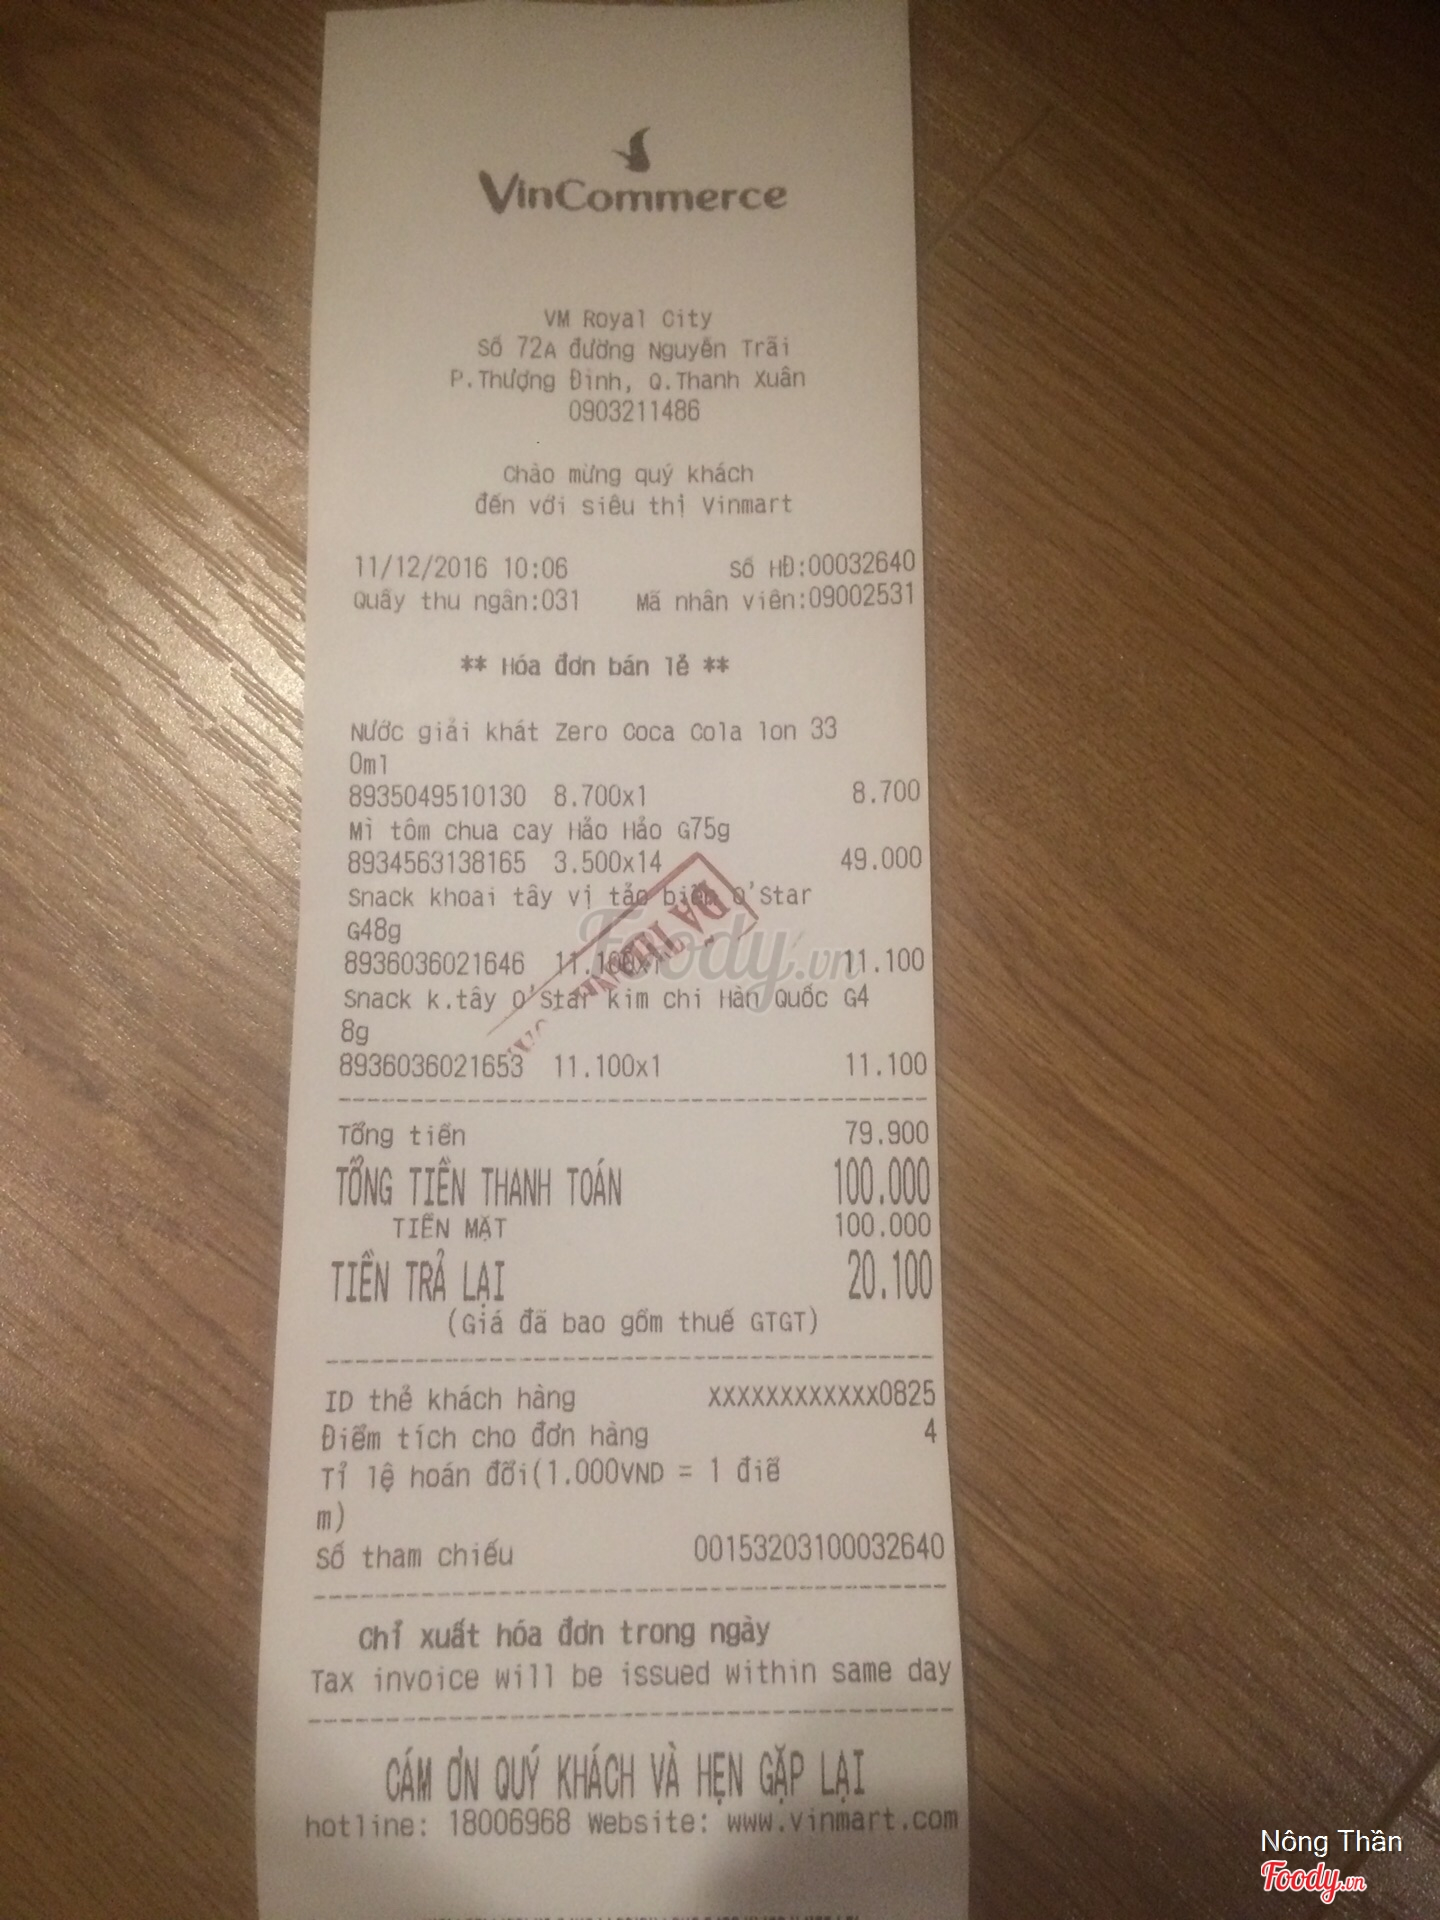 VinCommerce
VM Royal City
Số 72A đường Nguyễn Trãi
P.Thượng Đình, Q.Thanh Xuân
0903211486
Chào mừng quý khách
đến với siêu thị Vinmart
11/12/2016 10:06 Số HĐ:00032640
Quầy thu ngân:031 Mã nhân viên:09002531
** Hóa đơn bán lẻ **
Nước giải khát Zero Coca Cola lon 33
0ml
8935049510130 8.700x1 8.700
Mì tôm chua cay Hảo Hảo G75g
8934563138165 3.500x14 49.000
Snack khoai tây vị tảo biển O'Star
G48g
8936036021646 11.100x1 11.100
Snack k.tây O'Star kim chi Hàn Quốc G4
8g
8936036021653 11.100x1 11.100
Tổng tiền 79.900
TỔNG TIỀN THANH TOÁN 100.000
TIỀN MẶT 100.000
TIỀN TRẢ LẠI 20.100
(Giá đã bao gồm thuế GTGT)
ID thẻ khách hàng XXXXXXXXXXXX0825
Điểm tích cho đơn hàng 4
Tỉ lệ hoán đổi(1.000VND = 1 điể
m)
Số tham chiếu 00153203100032640
Chỉ xuất hóa đơn trong ngày
Tax invoice will be issued within same day
CÁM ƠN QUÝ KHÁCH VÀ HẸN GẶP LẠI
hotline: 18006968 Website: www.vinmart.com
Foody.vn
ĐÃ
Nông Thần
Foody.vn